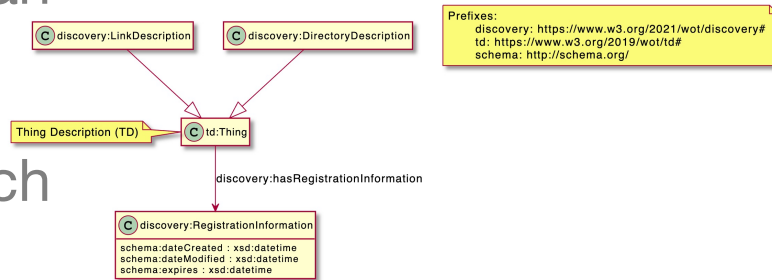 Prefixes:
discovery: https://www.w3.org/2021/wot/discovery#
td: https://www.w3.org/2019/wot/td#
schema: http://schema.org/
C discovery:LinkDescription
C discovery:DirectoryDescription
Thing Description (TD)
C td:Thing
discovery:hasRegistrationInformation
ch
C discovery:RegistrationInformation
schema:dateCreated : xsd:datetime
schema:dateModified : xsd:datetime
schema:expires : xsd:datetime